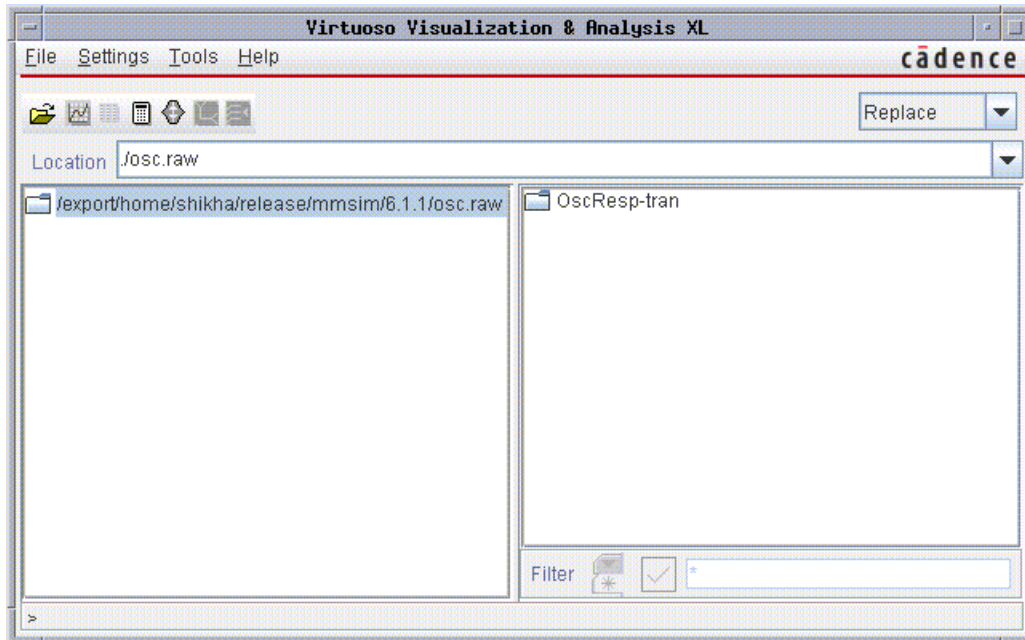 Virtuoso Visualization & Analysis XL
File Settings Tools Help
cādence
Replace
Location ./osc.raw
/export/home/shikha/release/mmsim/6.1.1/osc.raw
OscResp-tran
Filter *
>